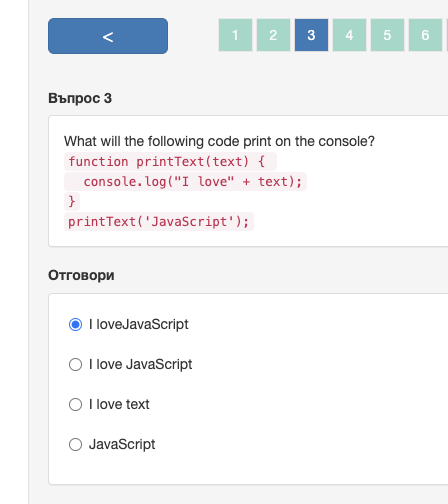 <
1 2 3 4 5 6
Въпрос 3
What will the following code print on the console?
function printText(text) {
  console.log("I love" + text);
}
printText('JavaScript');
Отговори
I loveJavaScript
I love JavaScript
I love text
JavaScript